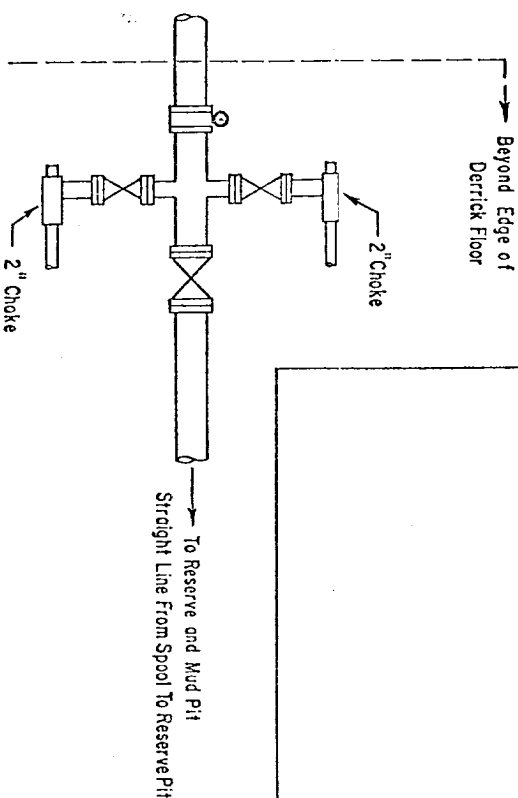 Beyond Edge of
Derrick Floor
2" Choke
2" Choke
To Reserve and Mud Pit
Straight Line From Spool To Reserve Pit